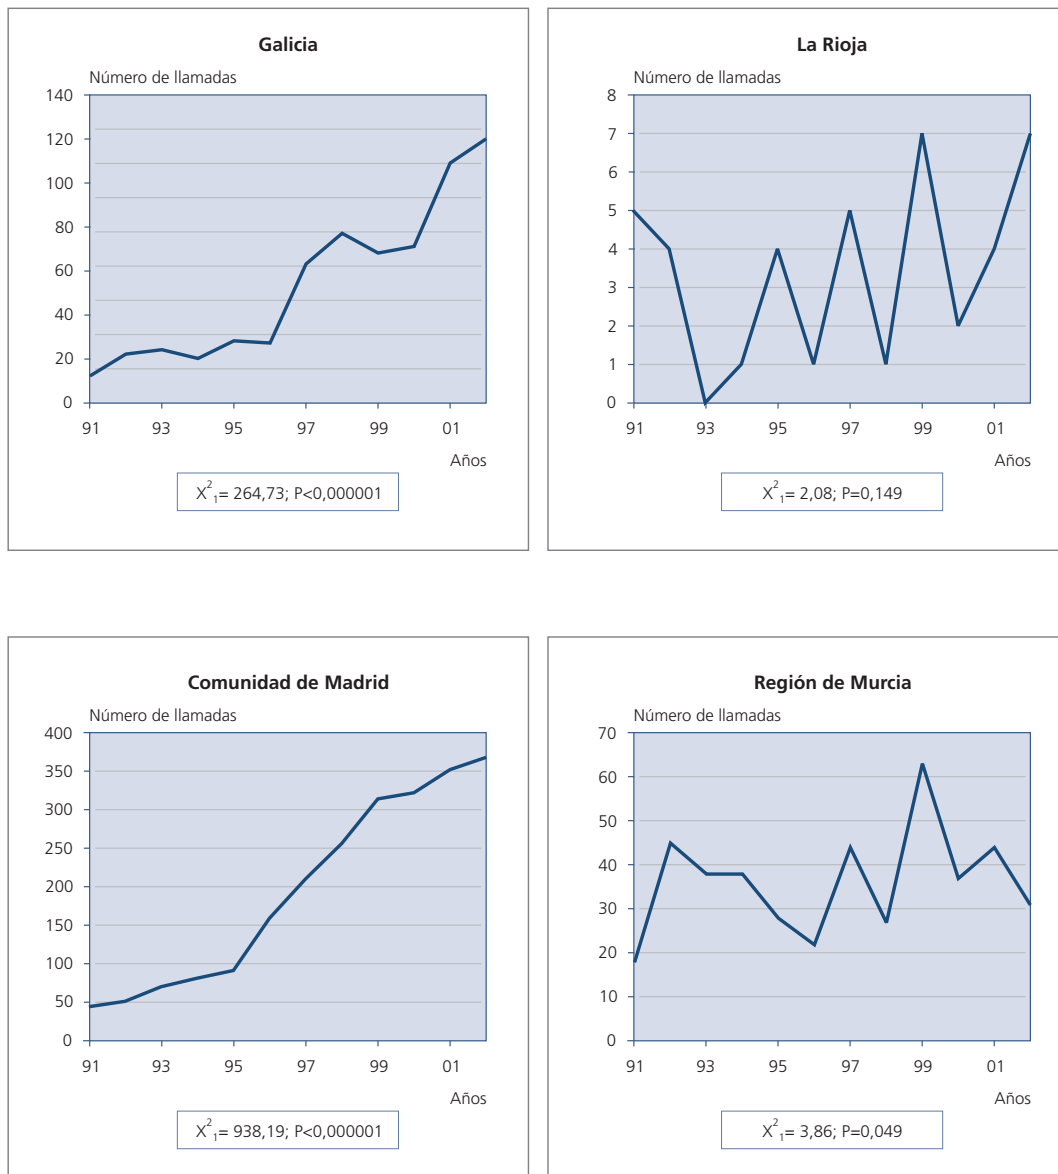 Galicia
Número de llamadas
140
120
100
80
60
40
20
0
91 93 95 97 99 01
Años
X²₁= 264,73; P<0,000001
La Rioja
Número de llamadas
8
7
6
5
4
3
2
1
0
91 93 95 97 99 01
Años
X²₁= 2,08; P=0,149
Comunidad de Madrid
Número de llamadas
400
350
300
250
200
150
100
50
0
91 93 95 97 99 01
Años
X²₁= 938,19; P<0,000001
Región de Murcia
Número de llamadas
70
60
50
40
30
20
10
0
91 93 95 97 99 01
Años
X²₁= 3,86; P=0,049